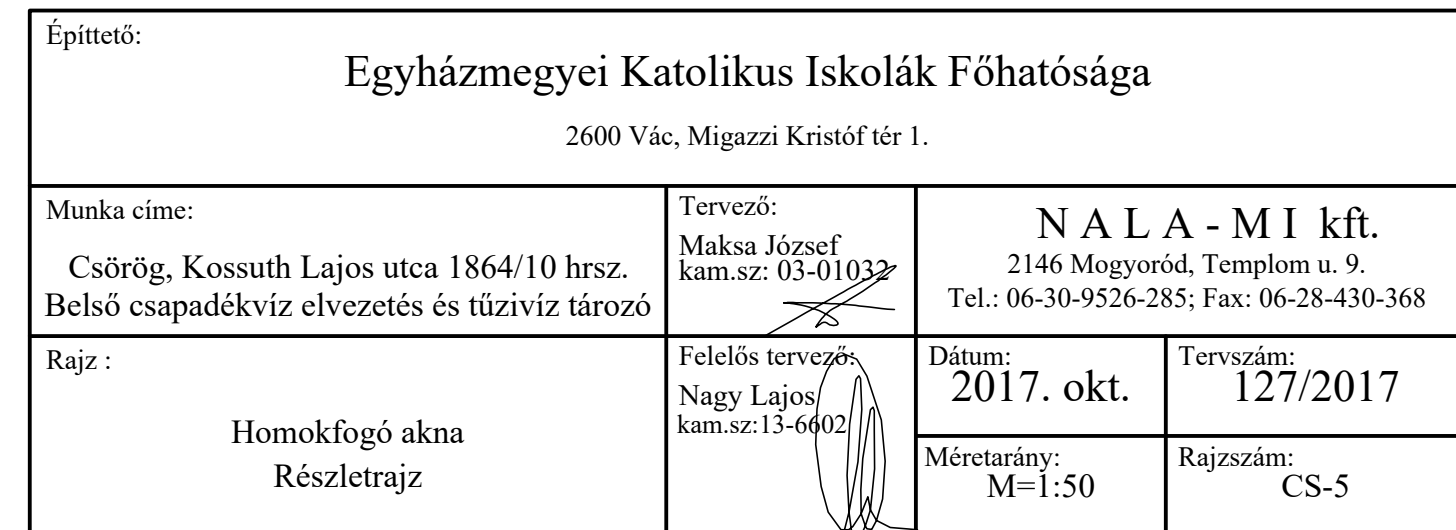 Építtető:
Egyházmegyei Katolikus Iskolák Főhatósága
2600 Vác, Migazzi Kristóf tér 1.
Munka címe:
Csörög, Kossuth Lajos utca 1864/10 hrsz.
Belső csapadékvíz elvezetés és tűzivíz tározó
Tervező:
Maksa József
kam.sz: 03-01032
N A L A - M I kft.
2146 Mogyoród, Templom u. 9.
Tel.: 06-30-9526-285; Fax: 06-28-430-368
Rajz :
Homokfogó akna
Részletrajz
Felelős tervező:
Nagy Lajos
kam.sz:13-6602
Dátum:
2017. okt.
Tervszám:
127/2017
Méretarány:
M=1:50
Rajzszám:
CS-5